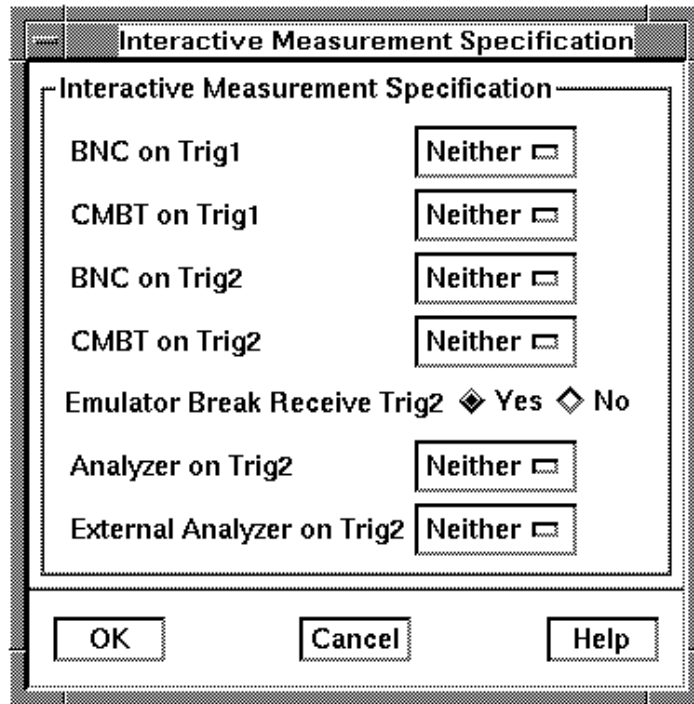 Interactive Measurement Specification
Interactive Measurement Specification
BNC on Trig1 Neither
CMBT on Trig1 Neither
BNC on Trig2 Neither
CMBT on Trig2 Neither
Emulator Break Receive Trig2 Yes No
Analyzer on Trig2 Neither
External Analyzer on Trig2 Neither
OK Cancel Help